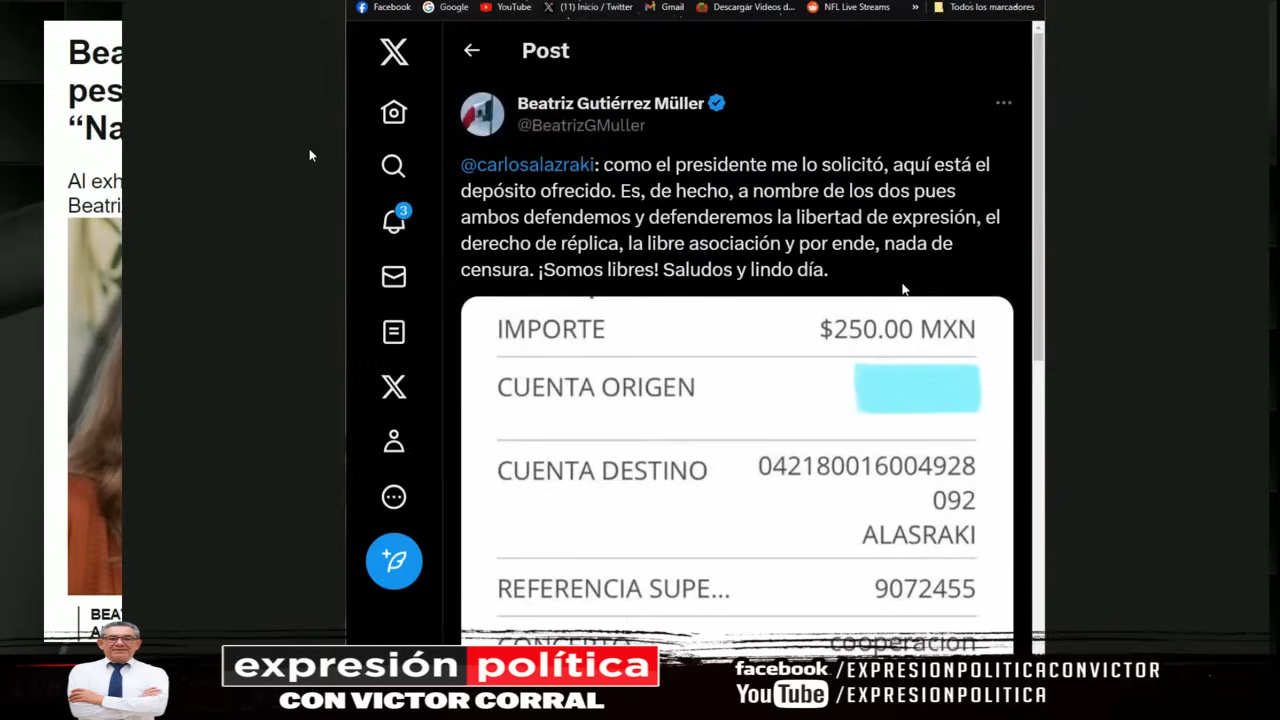 Facebook
Google
YouTube
(11) Inicio / Twitter
Gmail
Descargar Videos d...
NFL Live Streams
»
Todos los marcadores
Bea
pes
“Na
Al exh
Beatri
BEAT
Post
Beatriz Gutiérrez Müller
@BeatrizGMuller
@carlosalazraki: como el presidente me lo solicitó, aquí está el
depósito ofrecido. Es, de hecho, a nombre de los dos pues
ambos defendemos y defenderemos la libertad de expresión, el
derecho de réplica, la libre asociación y por ende, nada de
censura. ¡Somos libres! Saludos y lindo día.
3
IMPORTE $250.00 MXN
CUENTA ORIGEN
CUENTA DESTINO 042180016004928
092
ALASRAKI
REFERENCIA SUPE... 9072455
CONCEPTO cooperacion
expresión política
CON VICTOR CORRAL
facebook /EXPRESIONPOLITICACONVICTOR
YouTube /EXPRESIONPOLITICA